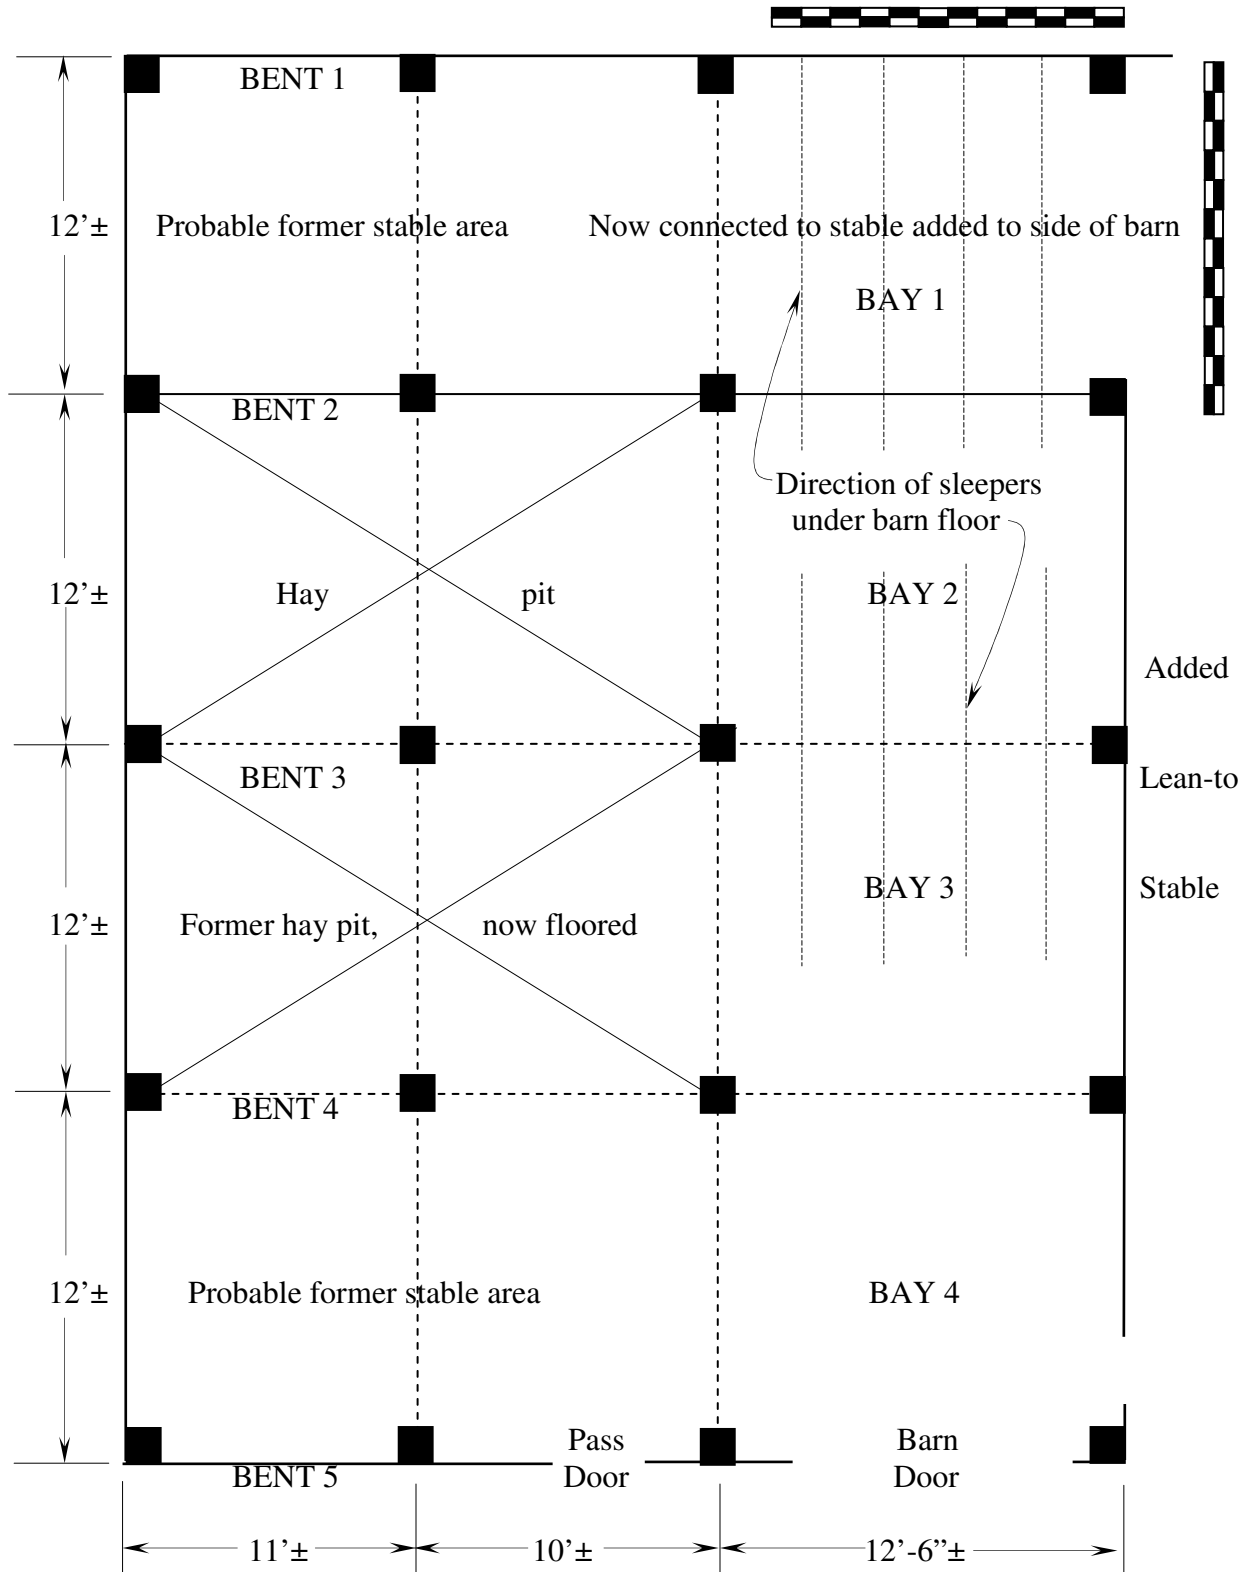 BENT 1
12’± Probable former stable area Now connected to stable added to side of barn
BAY 1
BENT 2
Direction of sleepers
under barn floor
12’± Hay pit BAY 2
Added
BENT 3 Lean-to
BAY 3 Stable
12’± Former hay pit, now floored
BENT 4
12’± Probable former stable area BAY 4
Pass Barn
Door Door
BENT 5
11’± 10’± 12’-6”±